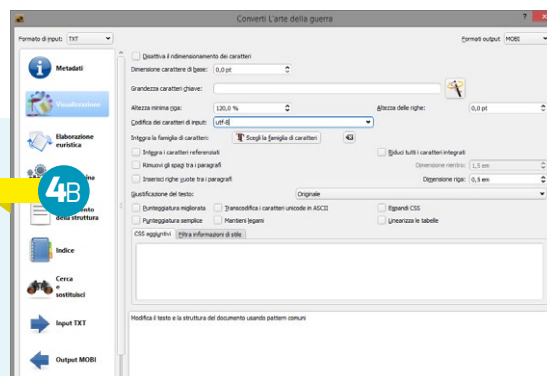 Converti L'arte della guerra
Formato di input: TXT
Formati output MOBI
Metadati
Visualizzazione
Elaborazione
euristica
4B
della struttura
Indice
Cerca
e
sostituisci
Input TXT
Output MOBI
Disattiva il ridimensionamento dei caratteri
Dimensione carattere di base: 0,0 pt
Grandezza caratteri chiave:
Altezza minima riga: 120,0 %
Altezza delle righe: 0,0 pt
Codifica dei caratteri di input: utf-8
Integra la famiglia di caratteri: Scegli la famiglia di caratteri
Integra i caratteri referenziati
Riduci tutti i caratteri integrati
Rimuovi gli spazi tra i paragrafi
Dimensione rientro: 1,5 em
Inserisci righe vuote tra i paragrafi
Dimensione riga: 0,5 em
Giustificazione del testo: Originale
Punteggiatura migliorata
Transcodifica i caratteri unicode in ASCII
Espandi CSS
Punteggiatura semplice
Mantieni legami
Linearizza le tabelle
CSS aggiuntivi
Filtra informazioni di stile
Modifica il testo e la struttura del documento usando pattern comuni